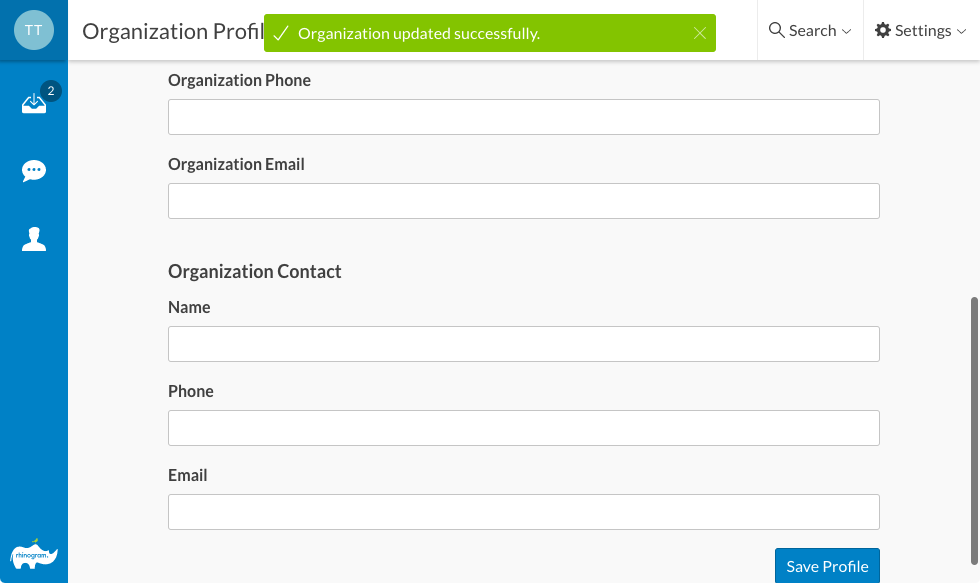 TT
Organization Profil
Organization updated successfully.
Search
Settings
2
Organization Phone
Organization Email
Organization Contact
Name
Phone
Email
rhinogram.
Save Profile